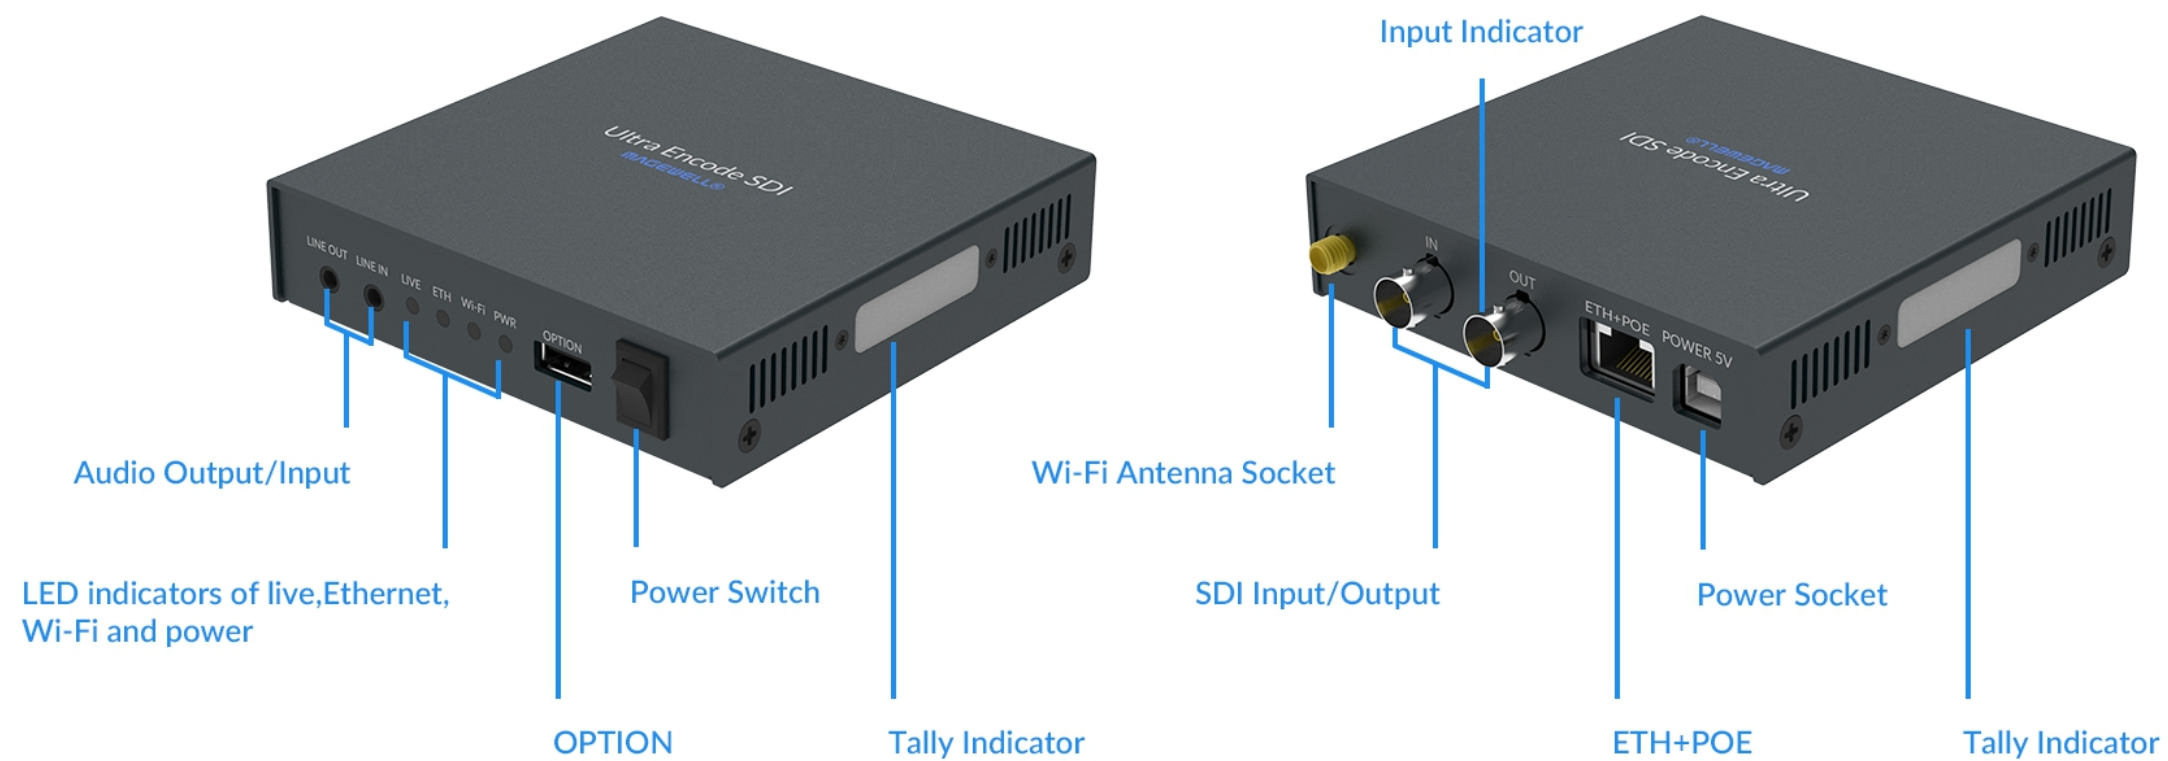 Input Indicator
Ultra Encode SDI
MAGEWELL®
LINE OUT
LINE IN
LIVE
ETH
Wi-Fi
PWR
OPTION
Audio Output/Input
LED indicators of live,Ethernet,
Wi-Fi and power
Power Switch
OPTION
Tally Indicator
Ultra Encode SDI
MAGEWELL®
IN
OUT
ETH+POE
POWER 5V
Wi-Fi Antenna Socket
SDI Input/Output
Power Socket
ETH+POE
Tally Indicator